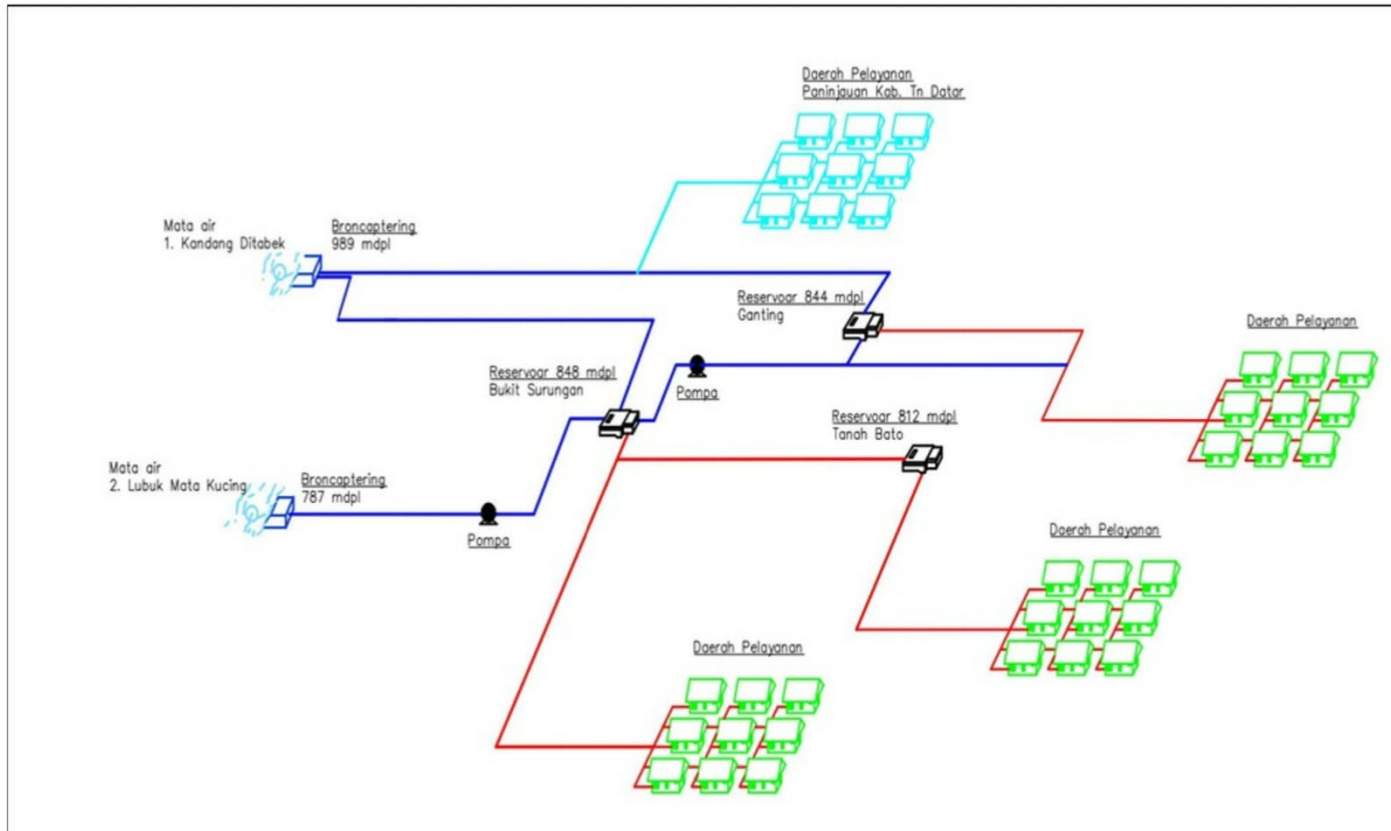 Daerah Pelayanan
Paninjauan Kab. Tn Datar
Mata air
1. Kandang Ditabek
Broncaptering
989 mdpl
Reservoar 844 mdpl
Ganting
Daerah Pelayanan
Reservoar 848 mdpl
Bukit Surungan
Pompa
Reservoar 812 mdpl
Tanah Bato
Mata air
2. Lubuk Mata Kucing
Broncaptering
787 mdpl
Pompa
Daerah Pelayanan
Daerah Pelayanan